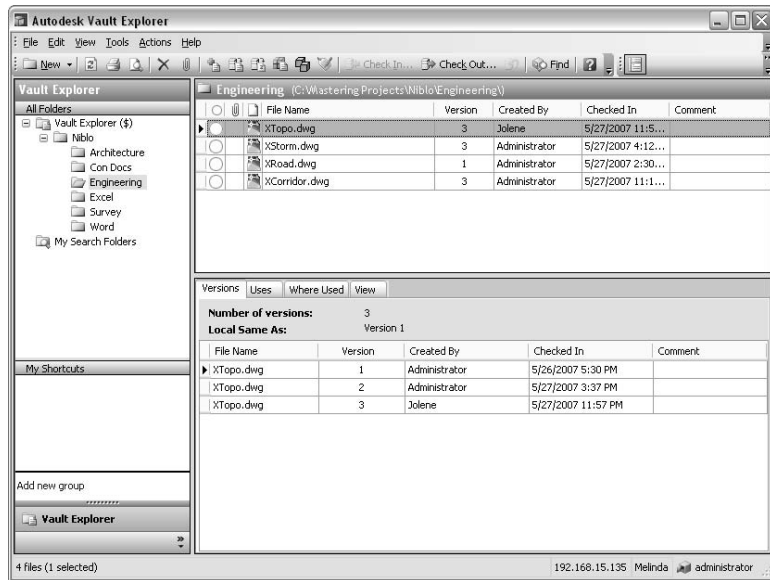 Autodesk Vault Explorer
File Edit View Tools Actions Help
New Check In... Check Out... Find
Vault Explorer
All Folders
Vault Explorer ($)
Niblo
Architecture
Con Docs
Engineering
Excel
Survey
Word
My Search Folders
My Shortcuts
Add new group
Vault Explorer
Engineering (C:\Mastering Projects\Niblo\Engineering\)
File Name Version Created By Checked In Comment
XTopo.dwg 3 Jolene 5/27/2007 11:5...
XStorm.dwg 3 Administrator 5/27/2007 4:12...
XRoad.dwg 1 Administrator 5/27/2007 2:30...
XCorridor.dwg 3 Administrator 5/27/2007 11:1...
Versions Uses Where Used View
Number of versions: 3
Local Same As: Version 1
File Name Version Created By Checked In Comment
XTopo.dwg 1 Administrator 5/26/2007 5:30 PM
XTopo.dwg 2 Administrator 5/27/2007 3:37 PM
XTopo.dwg 3 Jolene 5/27/2007 11:57 PM
4 files (1 selected) 192.168.15.135 Melinda administrator